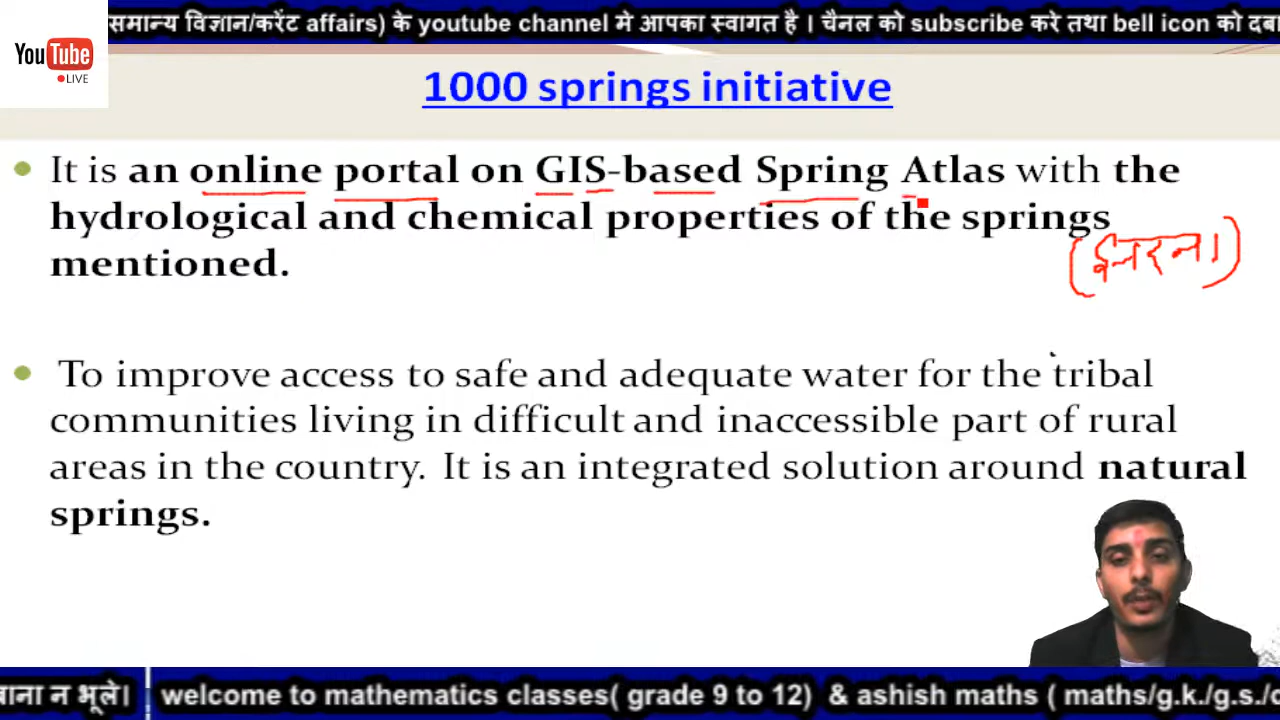 समान्य विज्ञान/करेंट affairs) के youtube channel मे आपका स्वागत है । चैनल को subscribe करे तथा bell icon को दबा
YouTube
LIVE
1000 springs initiative
It is an online portal on GIS-based Spring Atlas with the
hydrological and chemical properties of the springs
mentioned.
(झरना)
To improve access to safe and adequate water for the tribal
communities living in difficult and inaccessible part of rural
areas in the country. It is an integrated solution around natural
springs.
न भूले। welcome to mathematics classes( grade 9 to 12) & ashish maths ( maths/g.k./g.s./